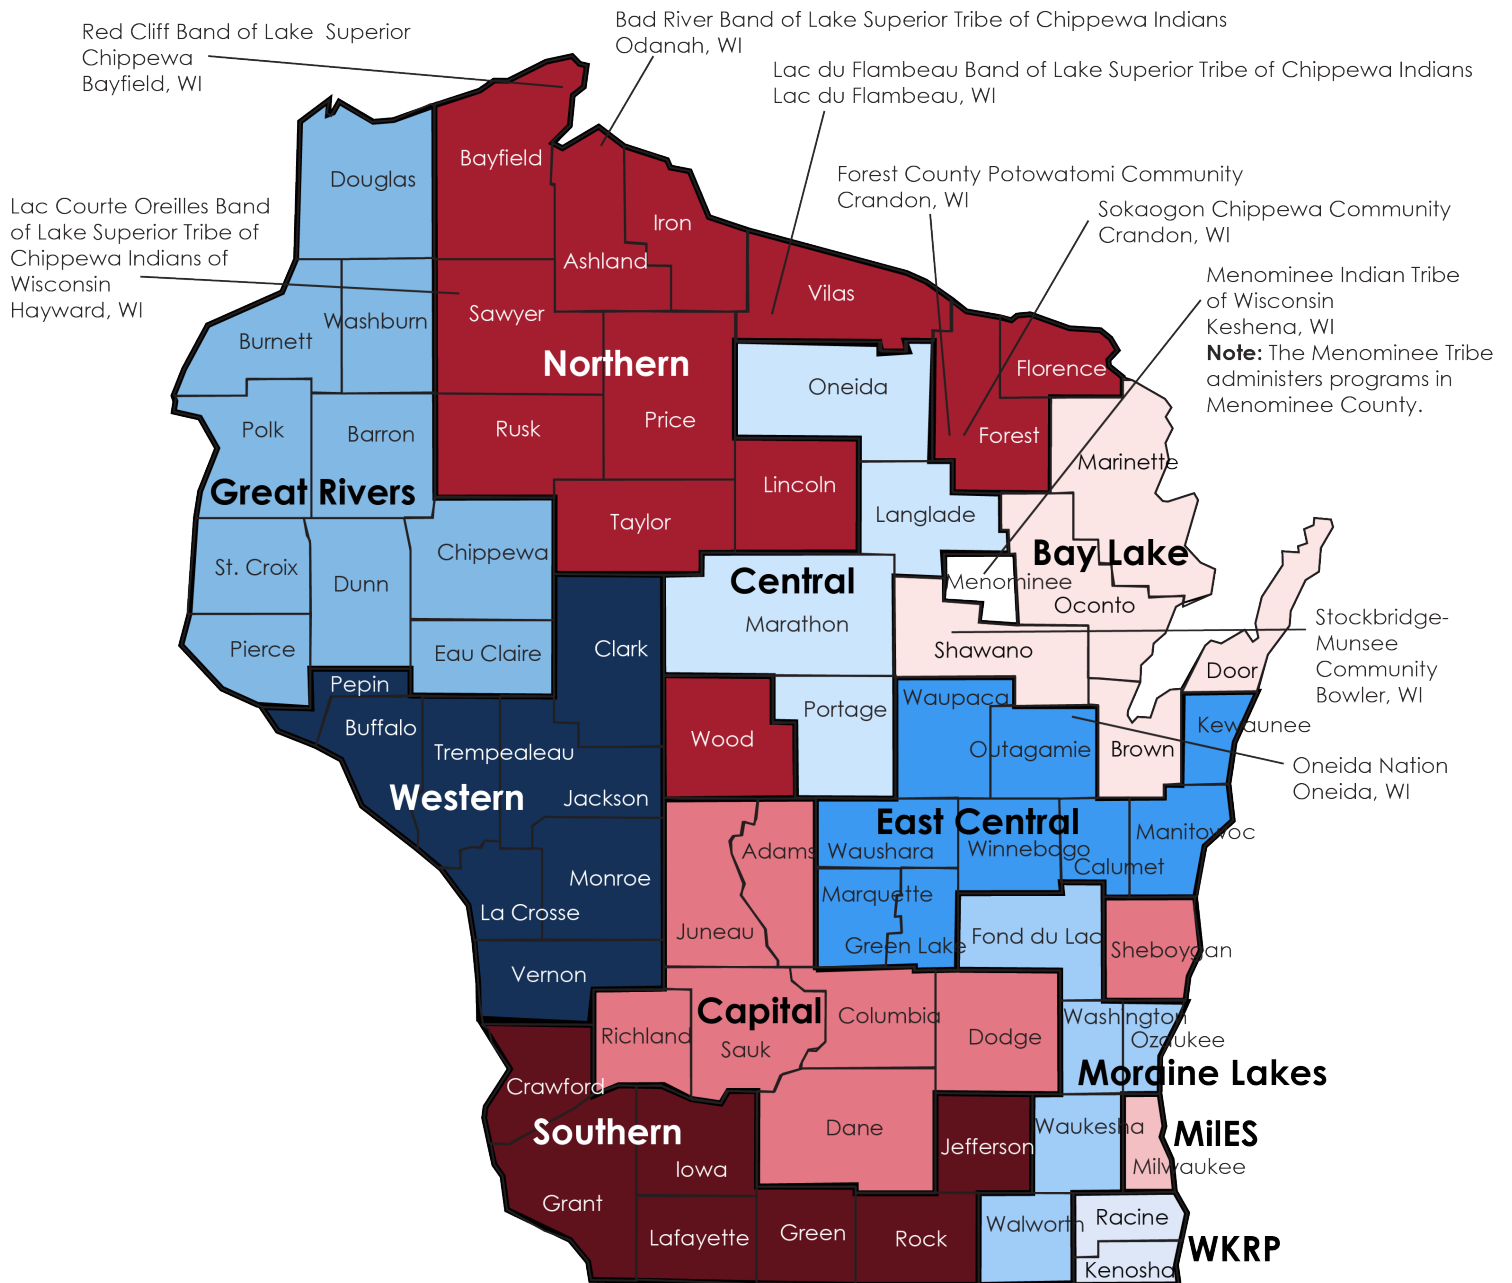 Bad River Band of Lake Superior Tribe of Chippewa Indians
Odanah, WI
Red Cliff Band of Lake  Superior
Chippewa
Bayfield, WI
Lac du Flambeau Band of Lake Superior Tribe of Chippewa Indians
Lac du Flambeau, WI
Forest County Potowatomi Community
Crandon, WI
Sokaogon Chippewa Community
Crandon, WI
Lac Courte Oreilles Band
of Lake Superior Tribe of
Chippewa Indians of
Wisconsin
Hayward, WI
Menominee Indian Tribe
of Wisconsin
Keshena, WI
Note: The Menominee Tribe
administers programs in
Menominee County.
Bayfield
Douglas
Iron
Ashland
Vilas
Sawyer
Washburn
Burnett
Northern
Florence
Oneida
Price
Rusk
Polk
Barron
Forest
Marinette
Great Rivers
Lincoln
Langlade
Taylor
Chippewa
Bay Lake
St. Croix
Dunn
Central
Menominee
Oconto
Marathon
Stockbridge-
Munsee
Community
Bowler, WI
Pierce
Eau Claire
Clark
Shawano
Door
Pepin
Waupaca
Portage
Buffalo
Kewaunee
Trempedleau
Wood
Outagamie
Brown
Oneida Nation
Oneida, WI
Western
Jackson
East Central
Manitowoc
Adams
Waushara
Winnebago
Calumet
Monroe
Marquette
La Crosse
Juneau
Green Lake
Fond du Lac
Sheboygan
Vernon
Capital
Columbia
Washington
Richland
Sauk
Dodge
Ozaukee
Moraine Lakes
Crawford
Southern
Dane
Jefferson
Waukesha
MilES
Iowa
Milwaukee
Grant
Lafayette
Green
Rock
Walworth
Racine
WKRP
Kenosha